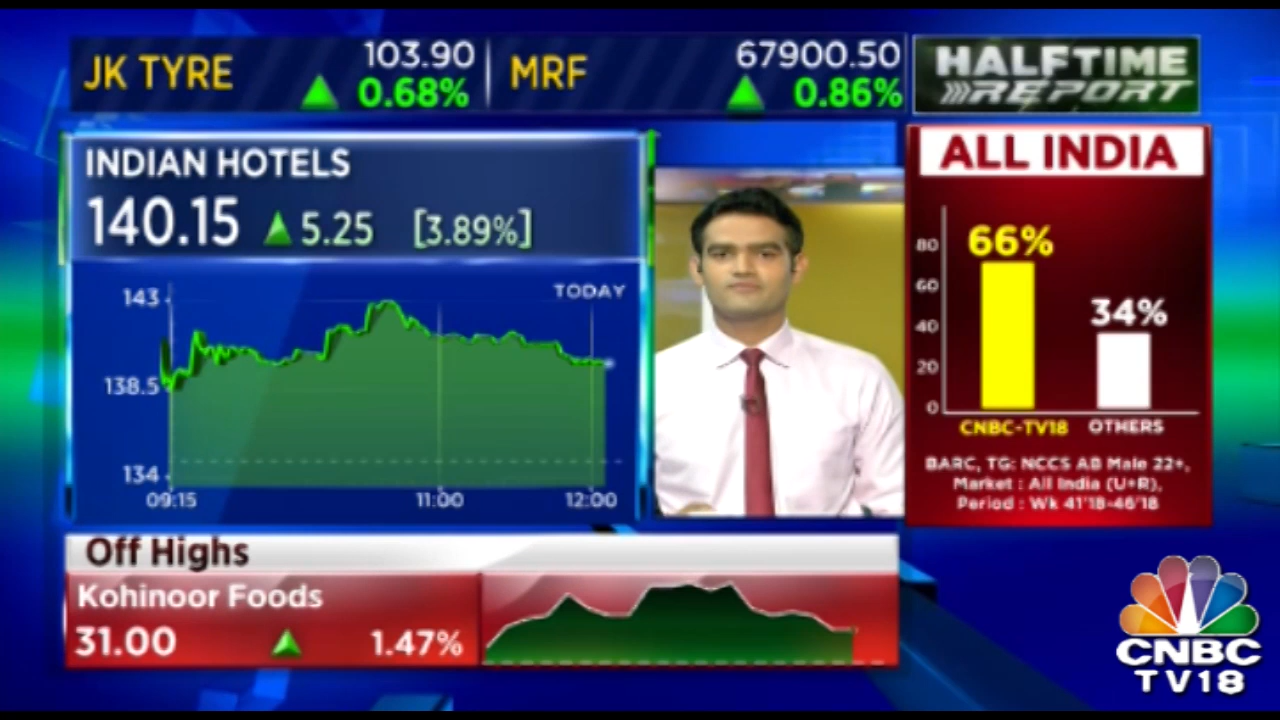 JK TYRE 103.90 0.68%
MRF 67900.50 0.86%
HALFTIME
REPORT
INDIAN HOTELS
140.15 5.25 [3.89%]
TODAY
143
138.5
134
09:15 11:00 12:00
ALL INDIA
66%
34%
80
60
40
20
0
CNBC-TV18 OTHERS
BARC, TG: NCCS AB Male 22+,
Market : All India (U+R),
Period : Wk 41'18-46'18
Off Highs
Kohinoor Foods
31.00 1.47%
CNBC
TV18